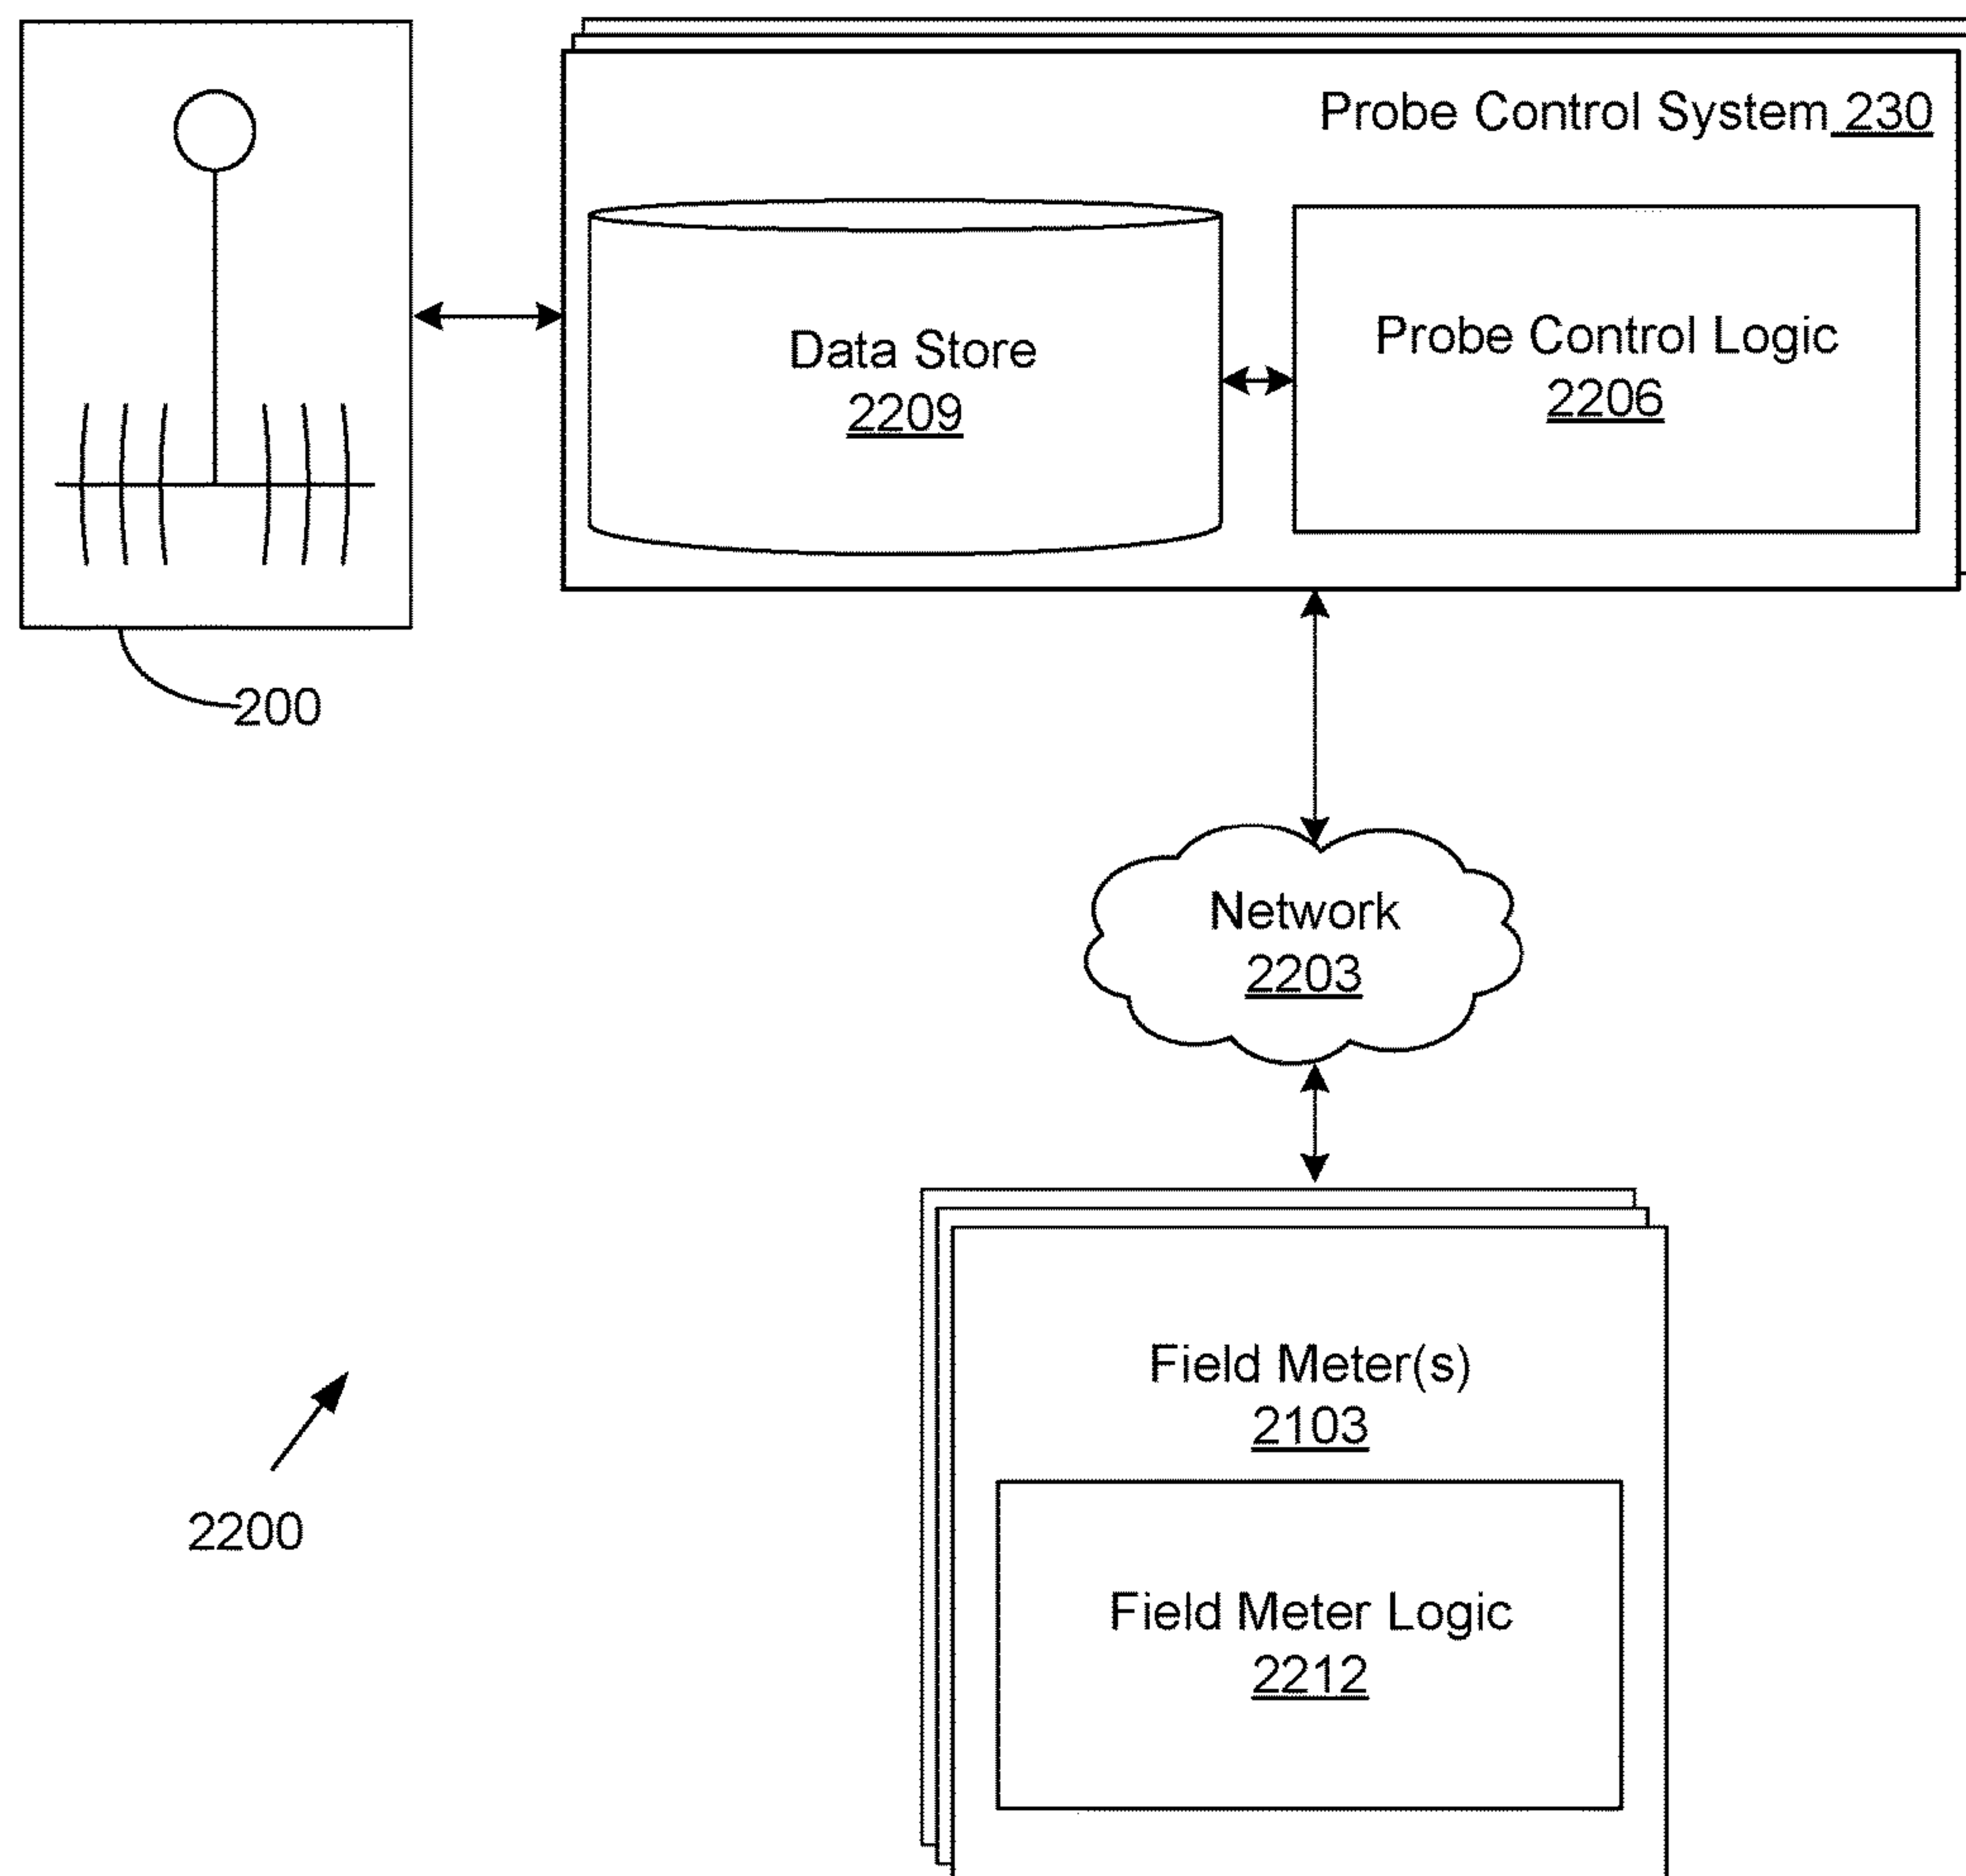 Probe Control System 230
Data Store
2209
Probe Control Logic
2206
200
Network
2203
Field Meter(s)
2103
Field Meter Logic
2212
2200